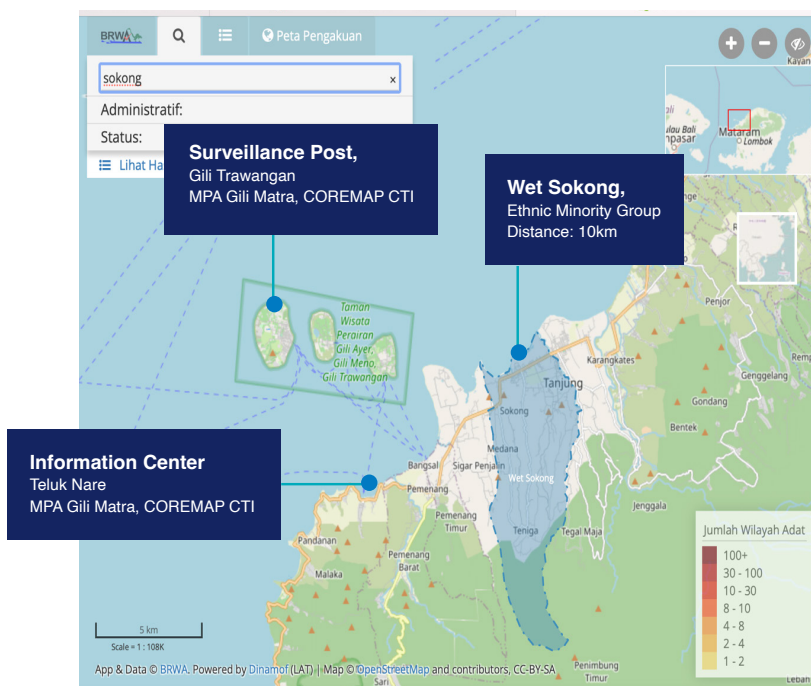 BRWA
Peta Pengakuan
Kayan
sokong
x
Administratif:
Status:
Lihat Ha
Surveillance Post,
Gili Trawangan
MPA Gili Matra, COREMAP CTI
Wet Sokong,
Ethnic Minority Group
Distance: 10km
Mataram
Lombok
Taman
Wisata
Perairan
Gili Ayer,
Gili Meno,
Gili Trawangan
Penjor
Karangkates
Genggelang
Tanjung
Gondang
Sokong
Bentek
Medana
Information Center
Teluk Nare
MPA Gili Matra, COREMAP CTI
Bangsal
Sigar Penjalin
Wet Sokong
Pemenang
Jenggala
Pemenang
Timur
Teniga
Tegal Maja
Pandanan
Pemenang
Barat
Malaka
Jumlah Wilayah Adat
100+
30 - 100
10 - 30
8 - 10
4 - 8
2 - 4
1 - 2
5 km
Scale = 1 : 108K
App & Data © BRWA. Powered by Dinamof (LAT) | Map © OpenStreetMap and contributors, CC-BY-SA
Sari
Penimbung
Timur
Lebah